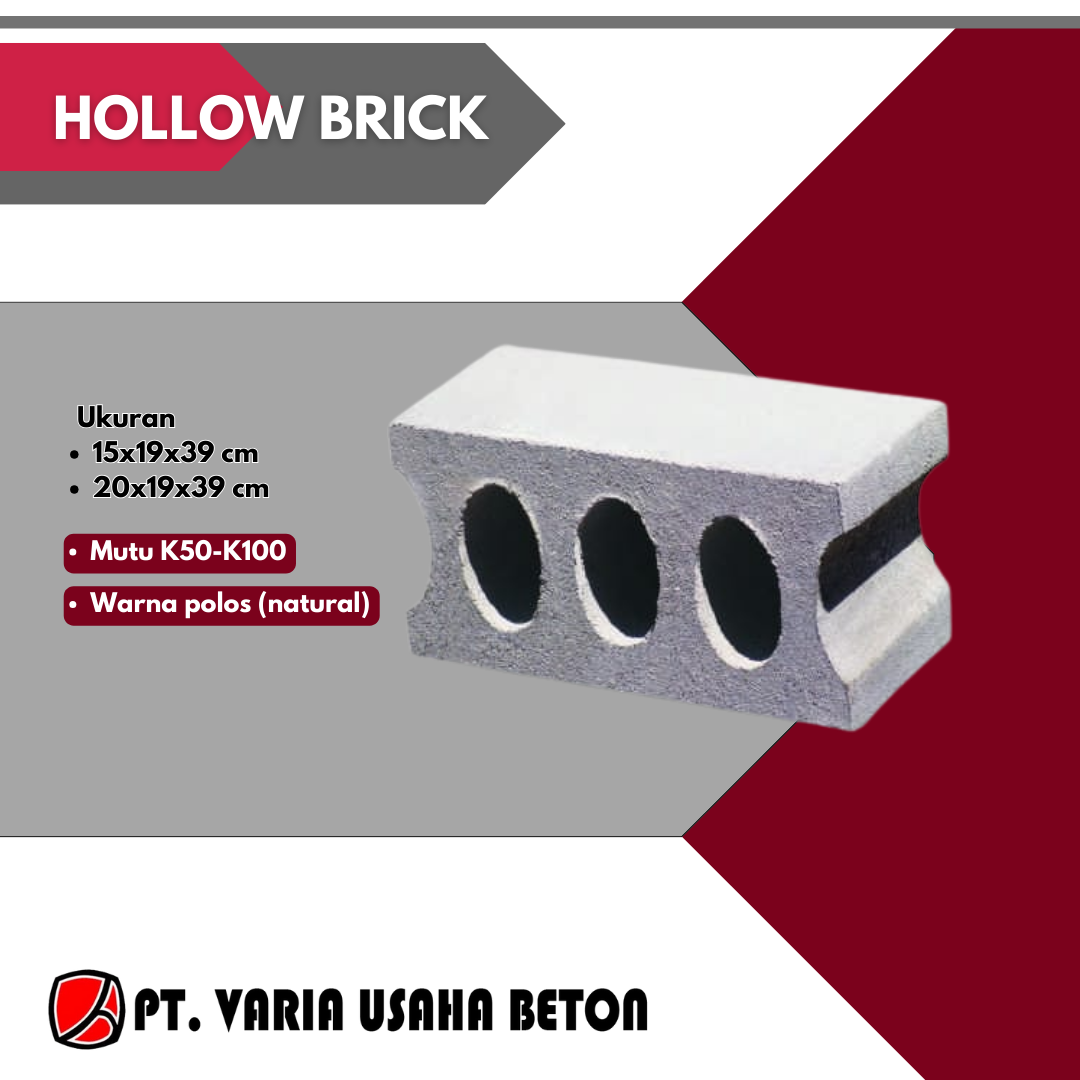 HOLLOW BRICK
Ukuran
• 15x19x39 cm
• 20x19x39 cm
• Mutu K50-K100
• Warna polos (natural)
PT. VARIA USAHA BETON